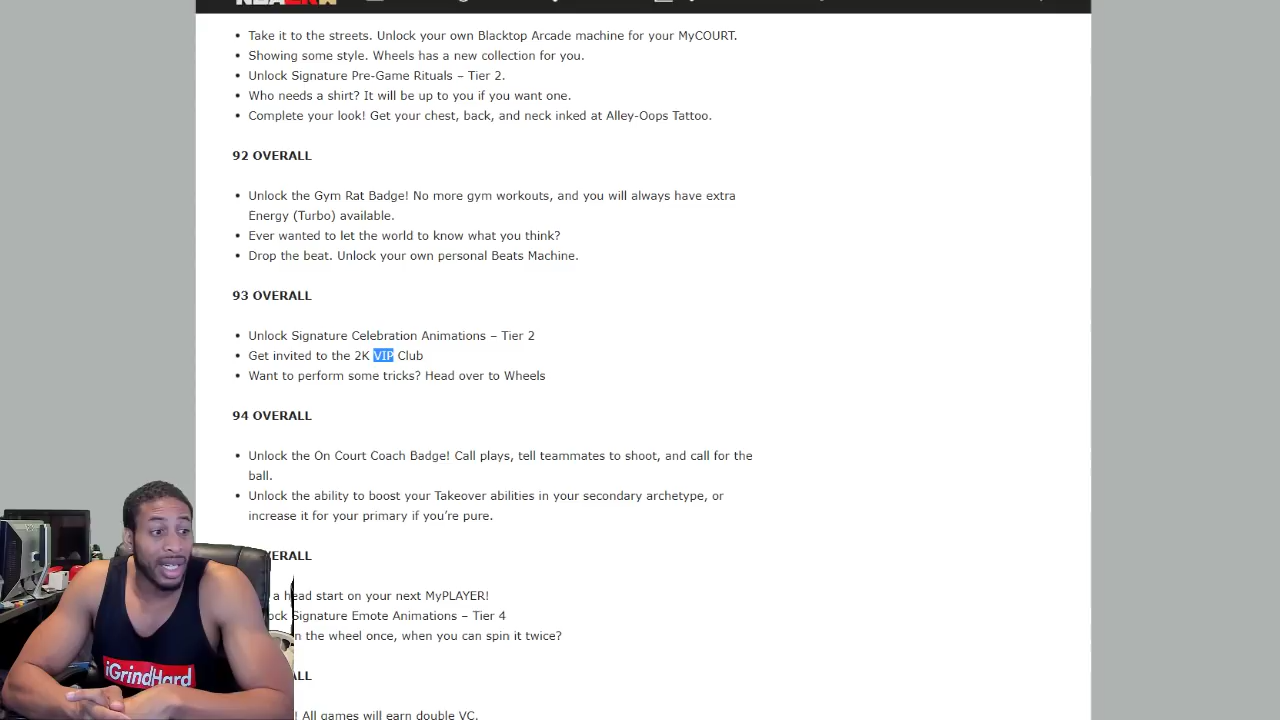 Take it to the streets. Unlock your own Blacktop Arcade machine for your MyCOURT.
Showing some style. Wheels has a new collection for you.
Unlock Signature Pre-Game Rituals – Tier 2.
Who needs a shirt? It will be up to you if you want one.
Complete your look! Get your chest, back, and neck inked at Alley-Oops Tattoo.
92 OVERALL
Unlock the Gym Rat Badge! No more gym workouts, and you will always have extra
Energy (Turbo) available.
Ever wanted to let the world to know what you think?
Drop the beat. Unlock your own personal Beats Machine.
93 OVERALL
Unlock Signature Celebration Animations – Tier 2
Get invited to the 2K VIP Club
Want to perform some tricks? Head over to Wheels
94 OVERALL
Unlock the On Court Coach Badge! Call plays, tell teammates to shoot, and call for the
ball.
Unlock the ability to boost your Takeover abilities in your secondary archetype, or
increase it for your primary if you’re pure.
ERALL
a head start on your next MyPLAYER!
ock Signature Emote Animations – Tier 4
n the wheel once, when you can spin it twice?
ALL
! All games will earn double VC.
iGrindHard